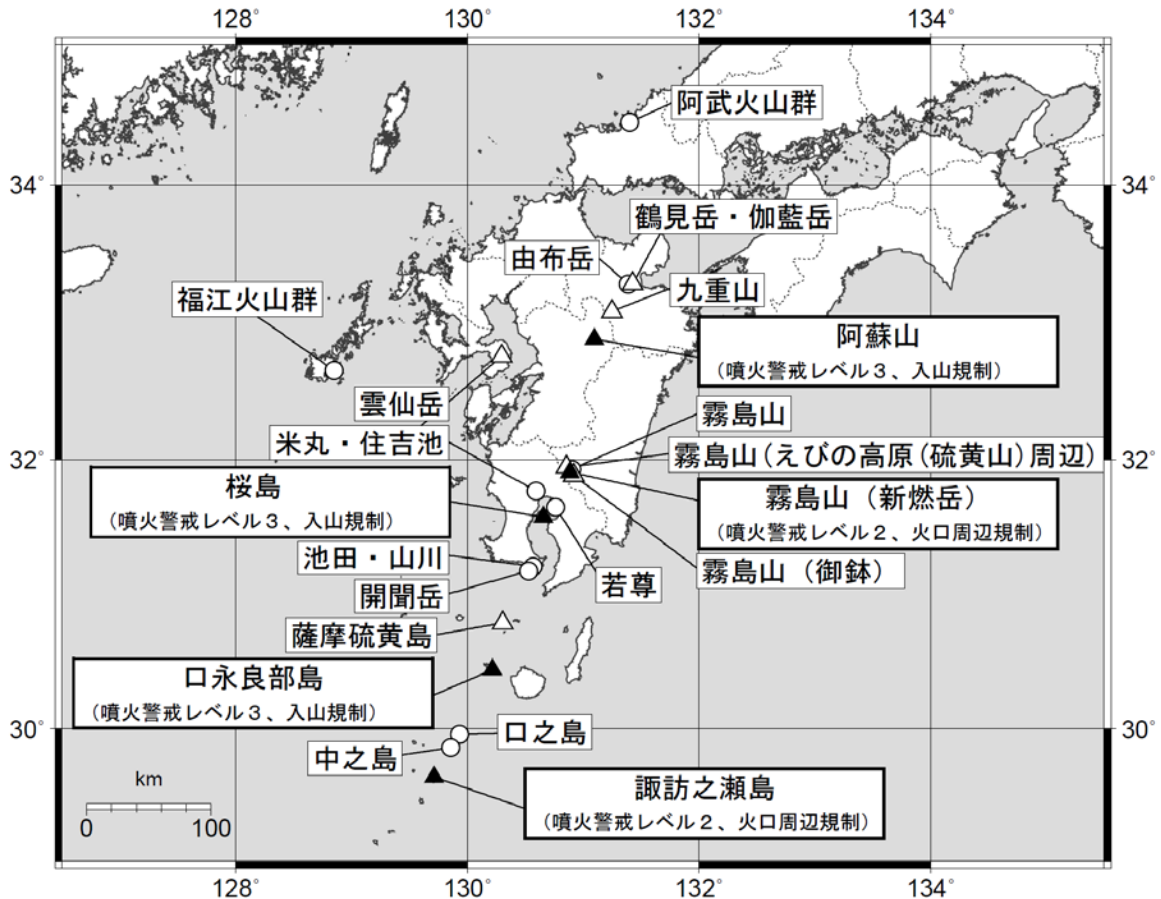 128°
130°
132°
134°
阿武火山群
34°
34°
鶴見岳・伽藍岳
由布岳
九重山
福江火山群
阿蘇山
（噴火警戒レベル３、入山規制）
雲仙岳
霧島山
米丸・住吉池
霧島山(えびの高原(硫黄山)周辺)
32°
32°
桜島
（噴火警戒レベル３、入山規制）
霧島山（新燃岳）
（噴火警戒レベル２、火口周辺規制）
池田・山川
霧島山（御鉢）
若尊
開聞岳
薩摩硫黄島
口永良部島
（噴火警戒レベル３、入山規制）
30°
30°
口之島
中之島
諏訪之瀬島
（噴火警戒レベル２、火口周辺規制）
km
0
100
128°
130°
132°
134°